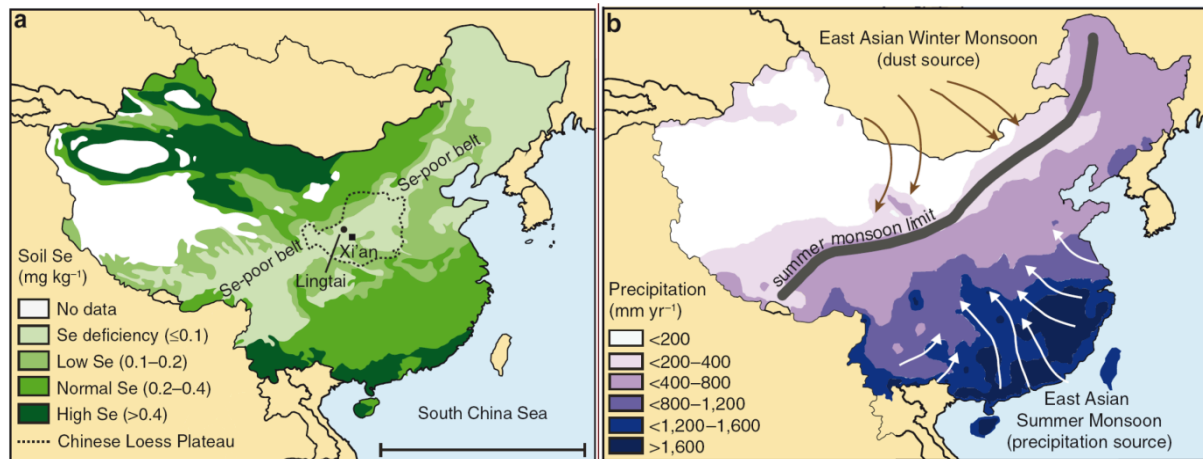 a
Se-poor belt
Se-poor belt
Xi'an
Lingtai
Soil Se
(mg kg⁻¹)
No data
Se deficiency (≤0.1)
Low Se (0.1–0.2)
Normal Se (0.2–0.4)
High Se (>0.4)
Chinese Loess Plateau
South China Sea
b
East Asian Winter Monsoon
(dust source)
summer monsoon limit
Precipitation
(mm yr⁻¹)
<200
<200–400
<400–800
<800–1,200
<1,200–1,600
>1,600
East Asian
Summer Monsoon
(precipitation source)